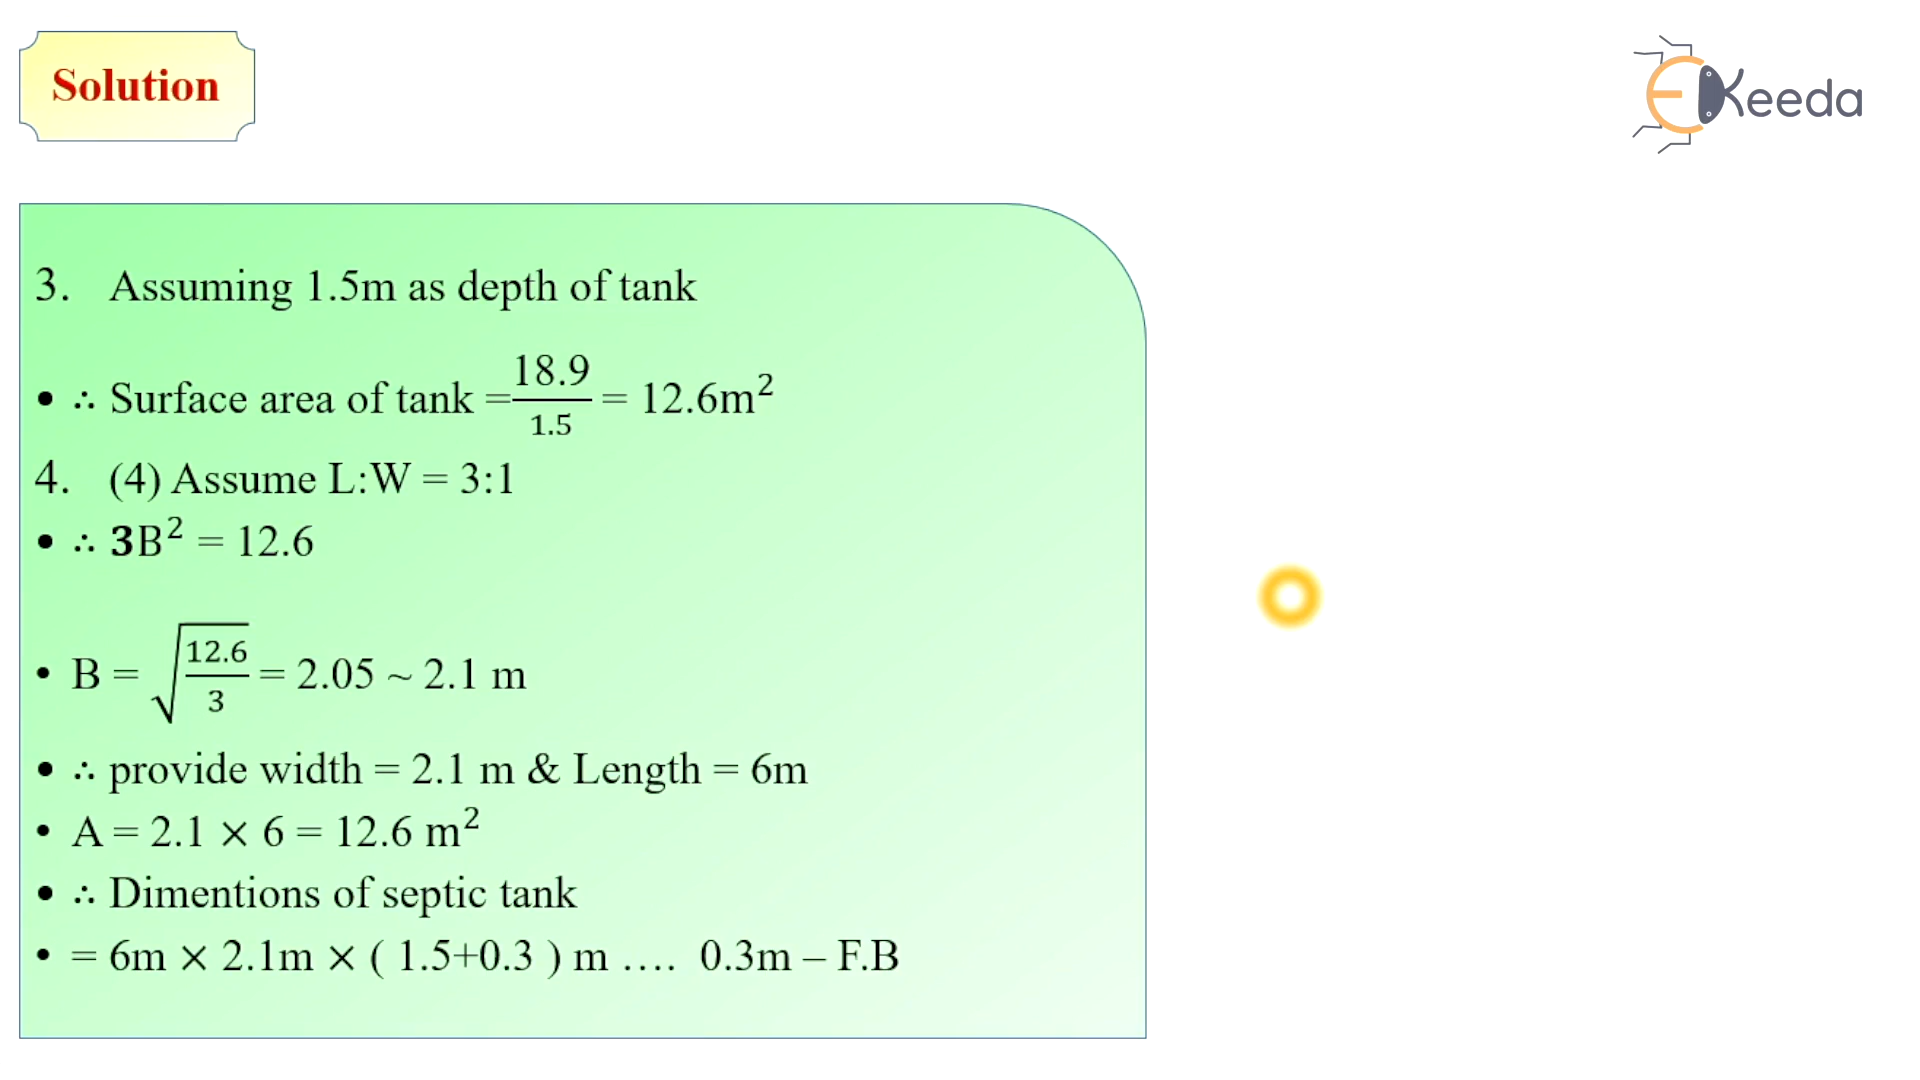 Solution
EKeeda
3. Assuming 1.5m as depth of tank
• ∴ Surface area of tank = 18.9/1.5 = 12.6m²
4. (4) Assume L:W = 3:1
• ∴ 3B² = 12.6
• B = √(12.6/3) = 2.05 ~ 2.1 m
• ∴ provide width = 2.1 m & Length = 6m
• A = 2.1 × 6 = 12.6 m²
• ∴ Dimentions of septic tank
• = 6m × 2.1m × ( 1.5+0.3 ) m .... 0.3m – F.B